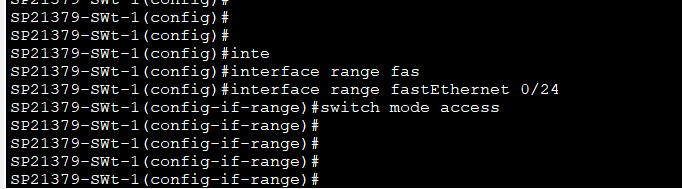 SP21379-SWt-1(config)#
SP21379-SWt-1(config)#
SP21379-SWt-1(config)#
SP21379-SWt-1(config)#inte
SP21379-SWt-1(config)#interface range fas
SP21379-SWt-1(config)#interface range fastEthernet 0/24
SP21379-SWt-1(config-if-range)#switch mode access
SP21379-SWt-1(config-if-range)#
SP21379-SWt-1(config-if-range)#
SP21379-SWt-1(config-if-range)#
SP21379-SWt-1(config-if-range)#